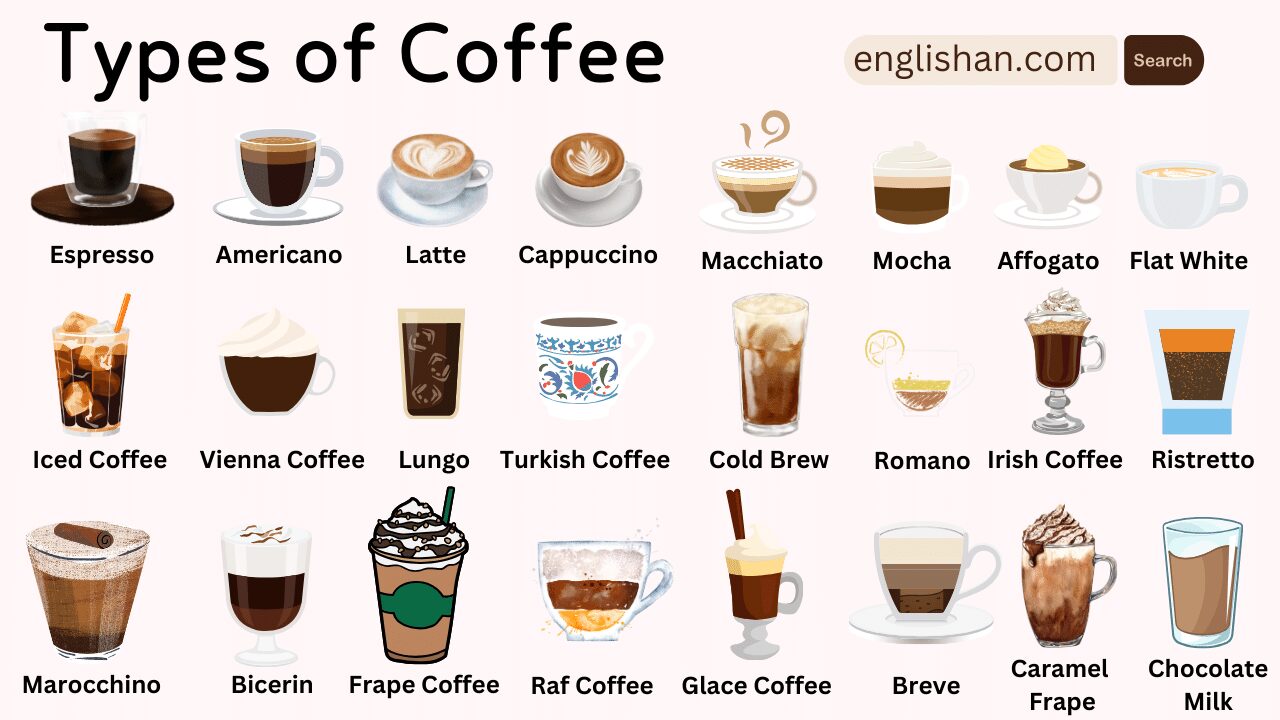 Types of Coffee
englishan.com Search
Espresso
Americano
Latte
Cappuccino
Macchiato
Mocha
Affogato
Flat White
Iced Coffee
Vienna Coffee
Lungo
Turkish Coffee
Cold Brew
Romano
Irish Coffee
Ristretto
Marocchino
Bicerin
Frape Coffee
Raf Coffee
Glace Coffee
Breve
Caramel
Frape
Chocolate
Milk